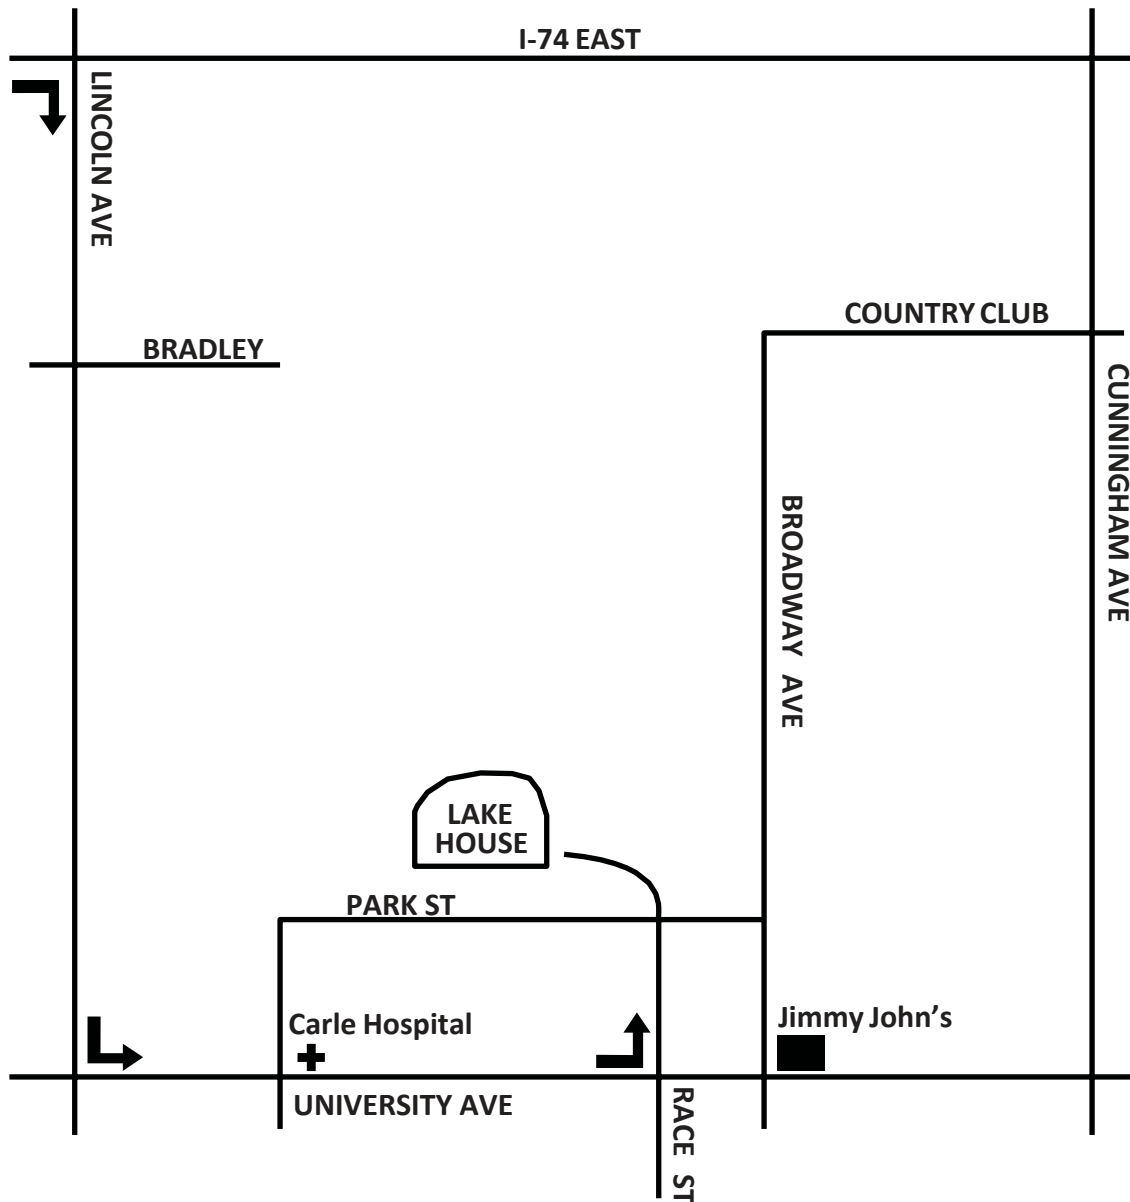 I-74 EAST
LINCOLN AVE
COUNTRY CLUB
BRADLEY
CUNNINGHAM AVE
BROADWAY AVE
LAKE
HOUSE
PARK ST
Carle Hospital
Jimmy John's
UNIVERSITY AVE
RACE ST